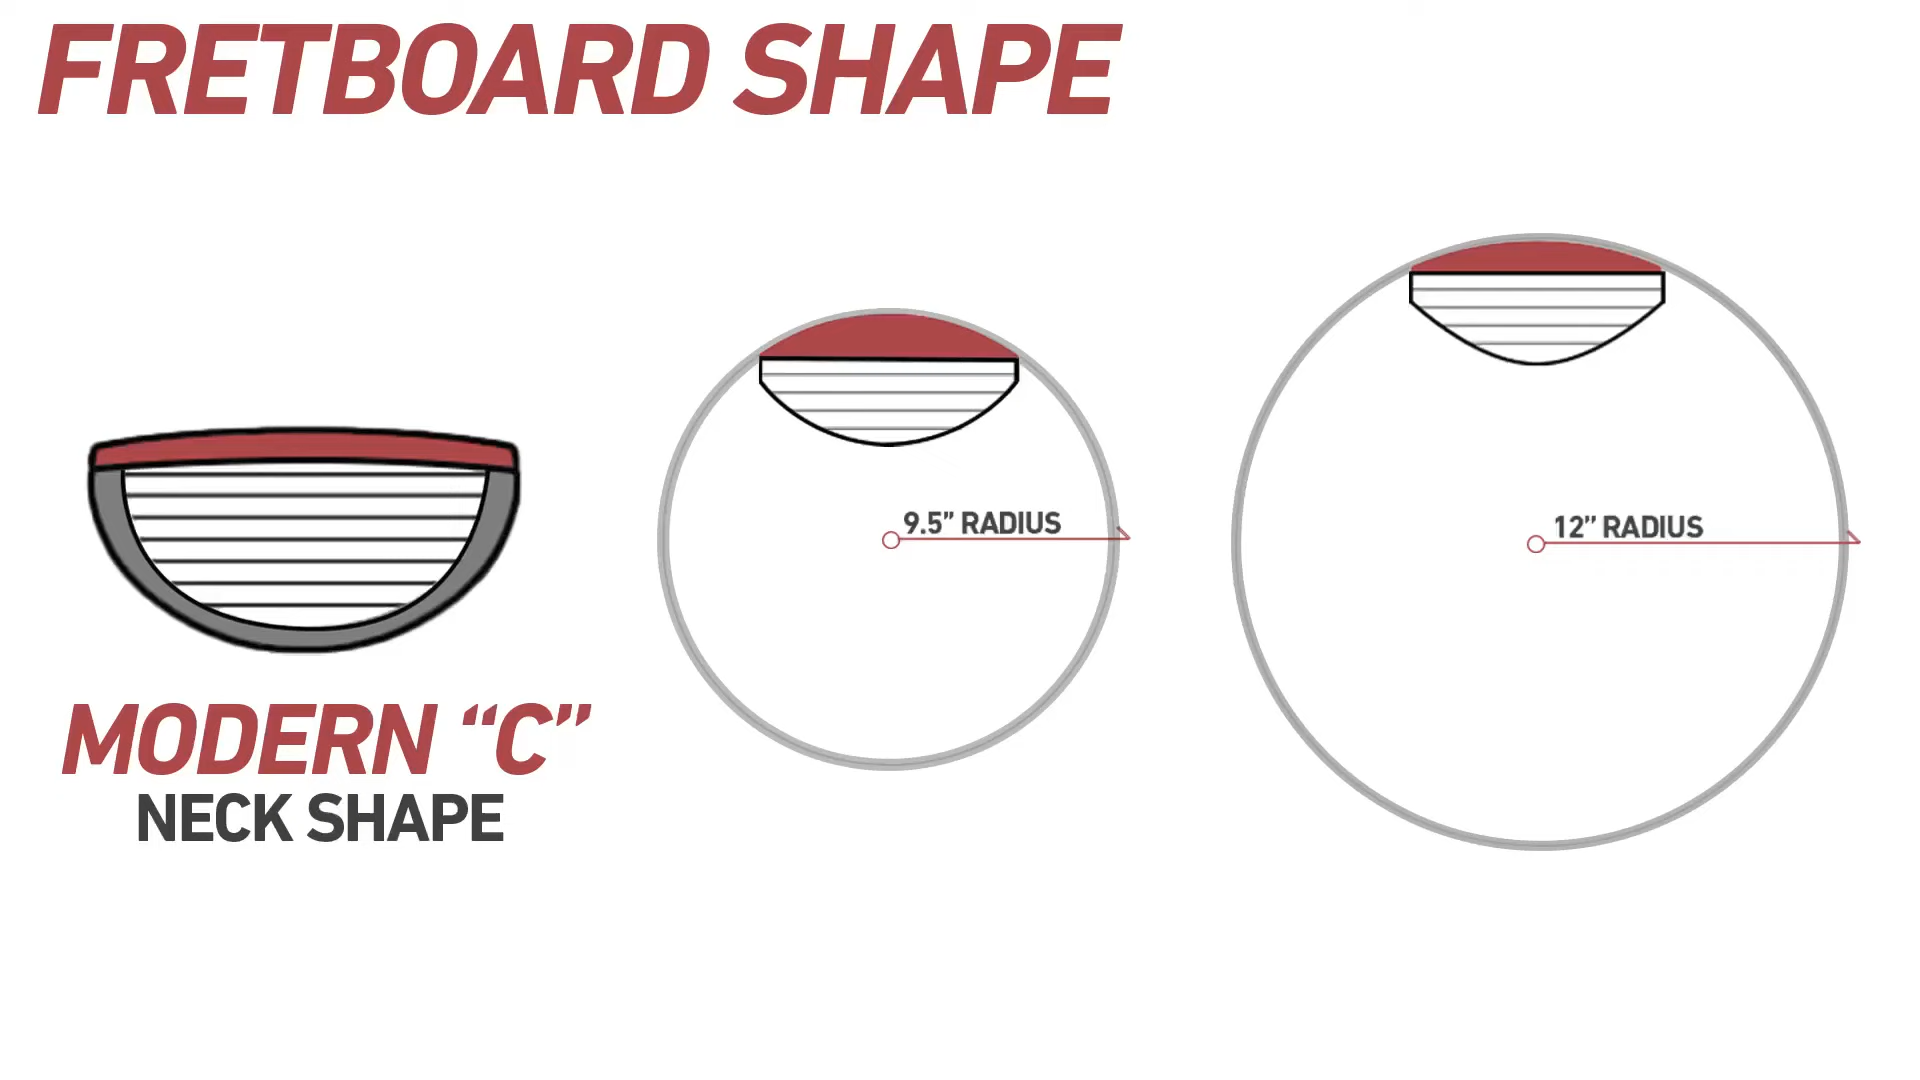 FRETBOARD SHAPE
9.5” RADIUS
12” RADIUS
MODERN “C”
NECK SHAPE